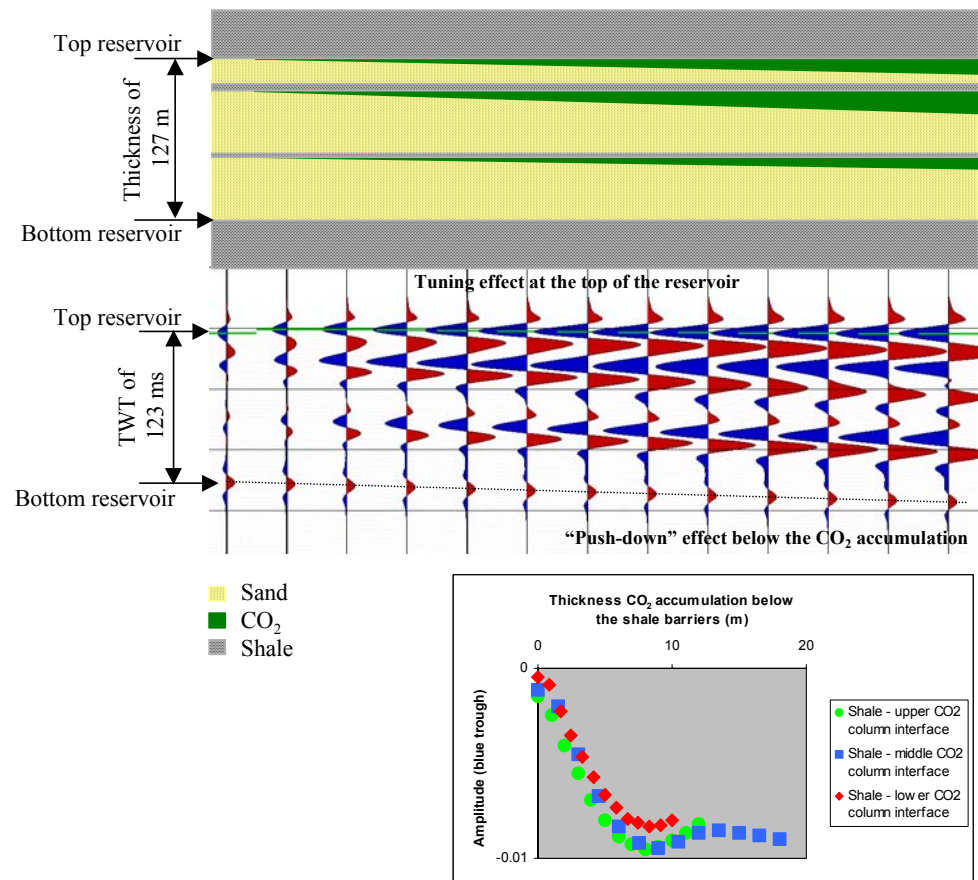 Top reservoir
Thickness of
127 m
Bottom reservoir
Tuning effect at the top of the reservoir
Top reservoir
TWT of
123 ms
Bottom reservoir
“Push-down” effect below the CO₂ accumulation
Sand
CO₂
Shale
Thickness CO₂ accumulation below
the shale barriers (m)
0 10 20
0
Amplitude (blue trough)
-0.01
Shale - upper CO2
column interface
Shale - middle CO2
column interface
Shale - lower CO2
column interface